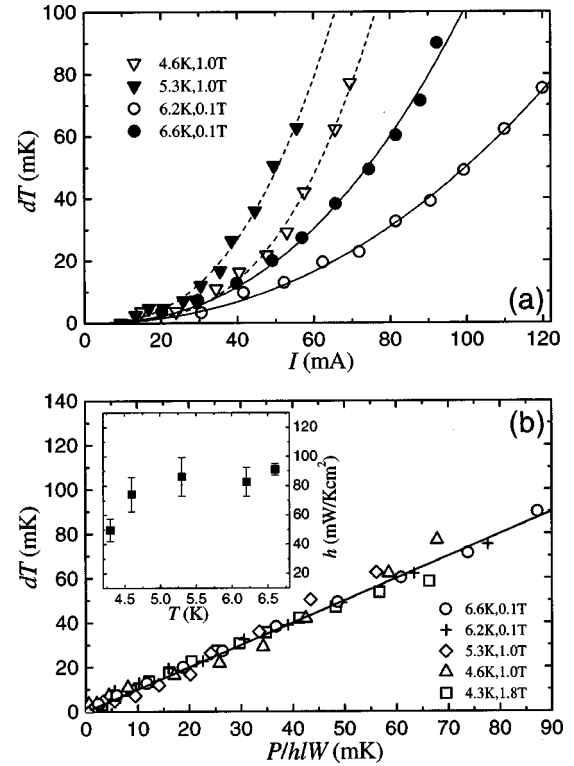 100
80
60
40
20
0
dT (mK)
4.6K,1.0T
5.3K,1.0T
6.2K,0.1T
6.6K,0.1T
(a)
0 20 40 60 80 100 120
I (mA)
140
120
100
80
60
40
20
0
dT (mK)
(b)
120
100
80
60
40
20
h (mW/Kcm²)
4.5 5.0 5.5 6.0 6.5
T (K)
6.6K,0.1T
6.2K,0.1T
5.3K,1.0T
4.6K,1.0T
4.3K,1.8T
0 10 20 30 40 50 60 70 80 90
P/hlW (mK)